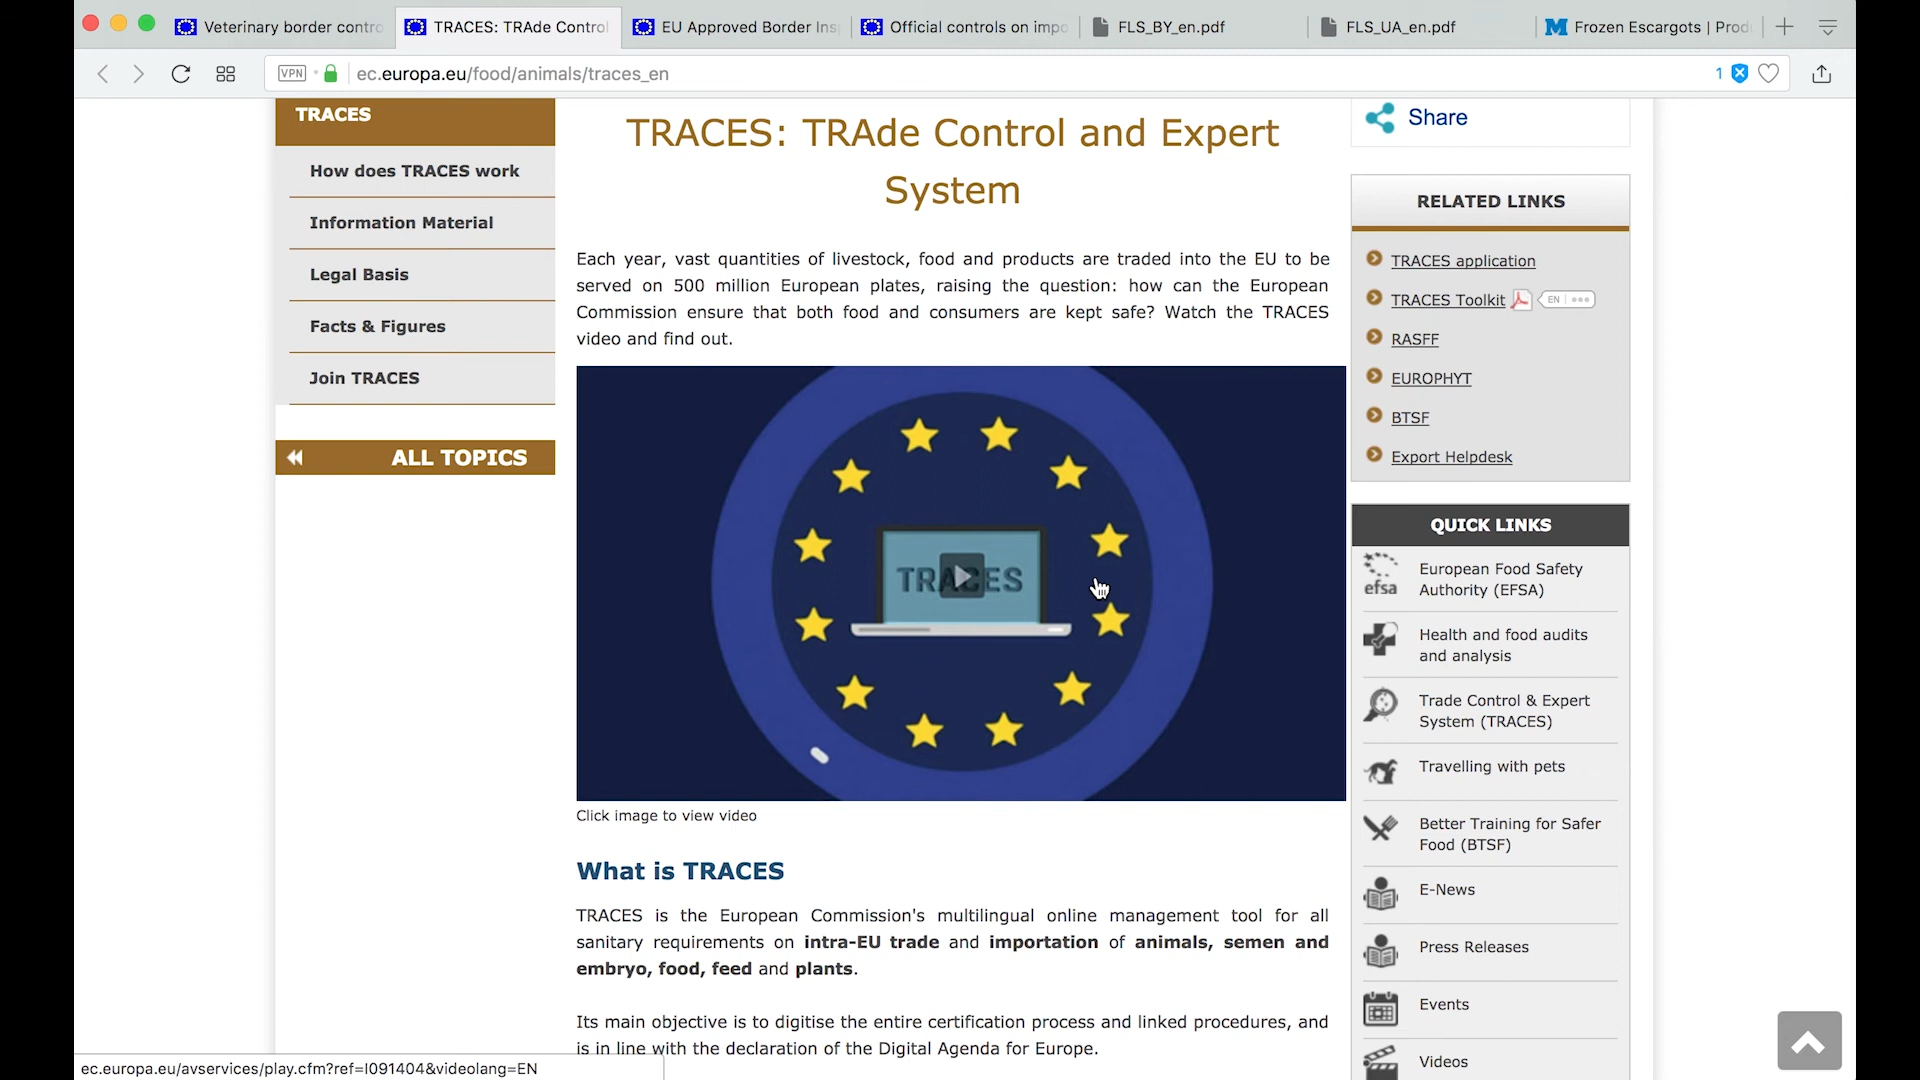 Veterinary border contro
TRACES: TRAde Control
EU Approved Border Ins
Official controls on impo
FLS_BY_en.pdf
FLS_UA_en.pdf
Frozen Escargots | Prod
VPN
ec.europa.eu/food/animals/traces_en
1
TRACES
How does TRACES work
Information Material
Legal Basis
Facts & Figures
Join TRACES
ALL TOPICS
TRACES: TRAde Control and Expert
System
Each year, vast quantities of livestock, food and products are traded into the EU to be
served on 500 million European plates, raising the question: how can the European
Commission ensure that both food and consumers are kept safe? Watch the TRACES
video and find out.
TRACES
Click image to view video
What is TRACES
TRACES is the European Commission's multilingual online management tool for all
sanitary requirements on intra-EU trade and importation of animals, semen and
embryo, food, feed and plants.
Its main objective is to digitise the entire certification process and linked procedures, and
is in line with the declaration of the Digital Agenda for Europe.
Share
RELATED LINKS
TRACES application
TRACES Toolkit EN
RASFF
EUROPHYT
BTSF
Export Helpdesk
QUICK LINKS
efsa
European Food Safety
Authority (EFSA)
Health and food audits
and analysis
Trade Control & Expert
System (TRACES)
Travelling with pets
Better Training for Safer
Food (BTSF)
E-News
Press Releases
Events
Videos
ec.europa.eu/avservices/play.cfm?ref=I091404&videolang=EN